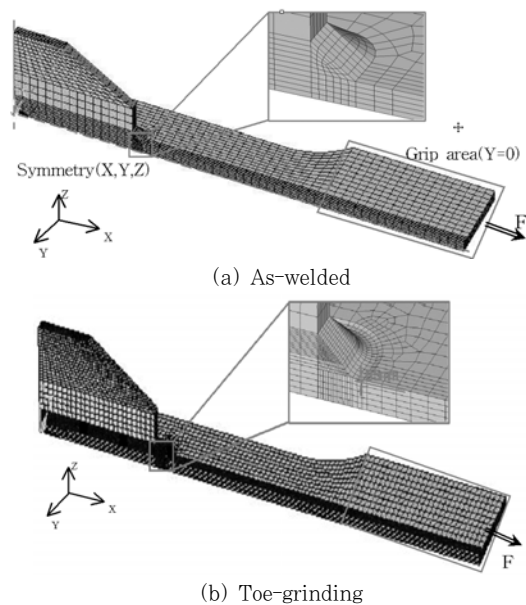 Grip area(Y=0)
Symmetry(X,Y,Z)
Z
X
Y
F
(a) As-welded
Z
X
Y
F
(b) Toe-grinding